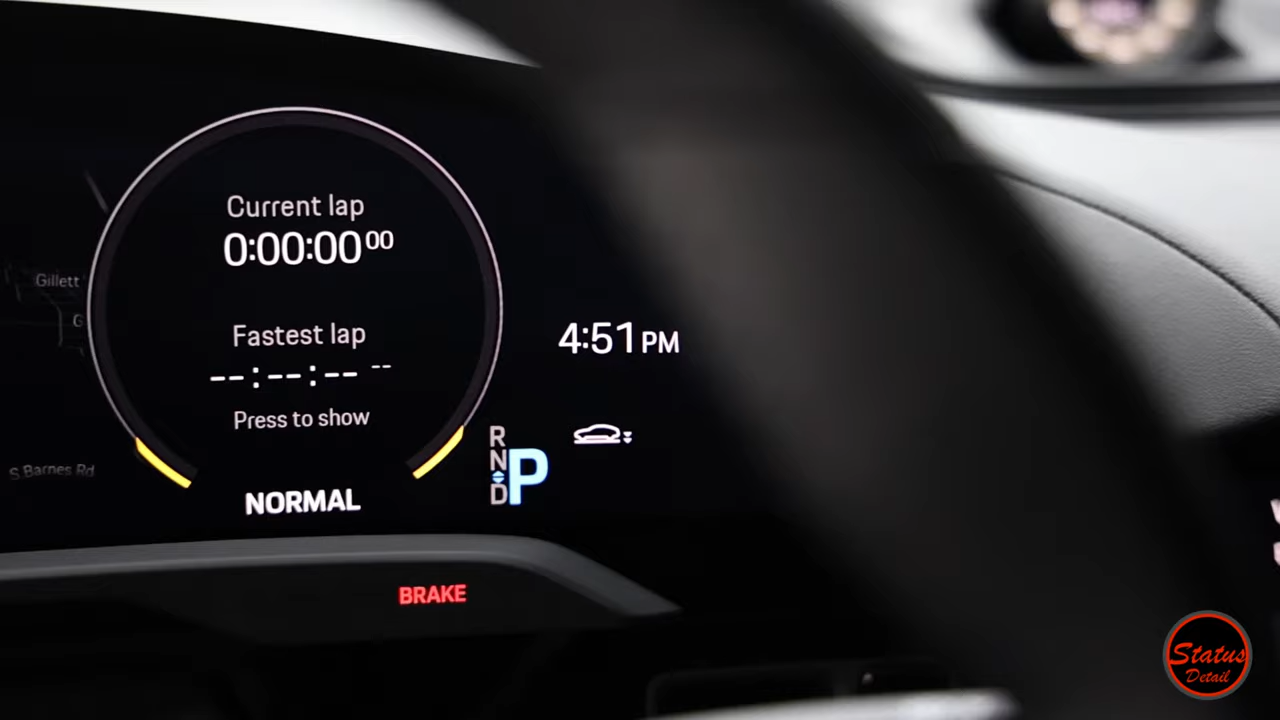 Current lap
0:00:00 00
Gillett
G
Fastest lap
--:--:-- --
4:51 PM
Press to show
R
N
D
P
S Barnes Rd
NORMAL
BRAKE
Status
Detail